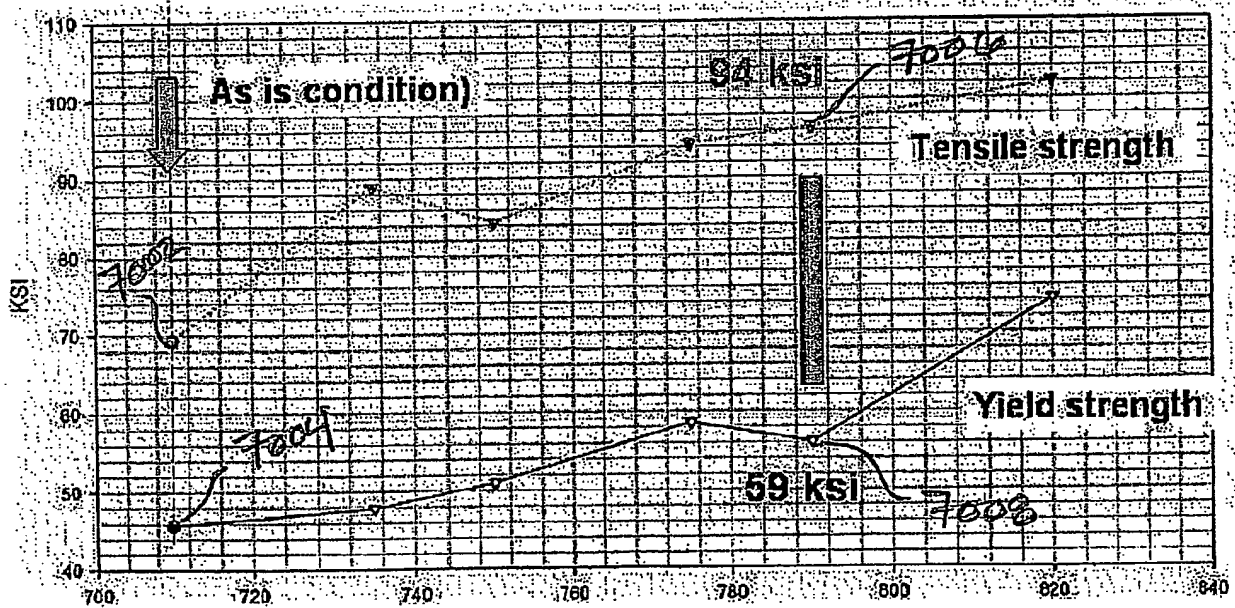 110
100
90
80
70
60
50
40
KSI
As is condition)
94 ksi
7006
Tensile strength
7002
Yield strength
7004
59 ksi
7008
700 720 740 760 780 800 820 840